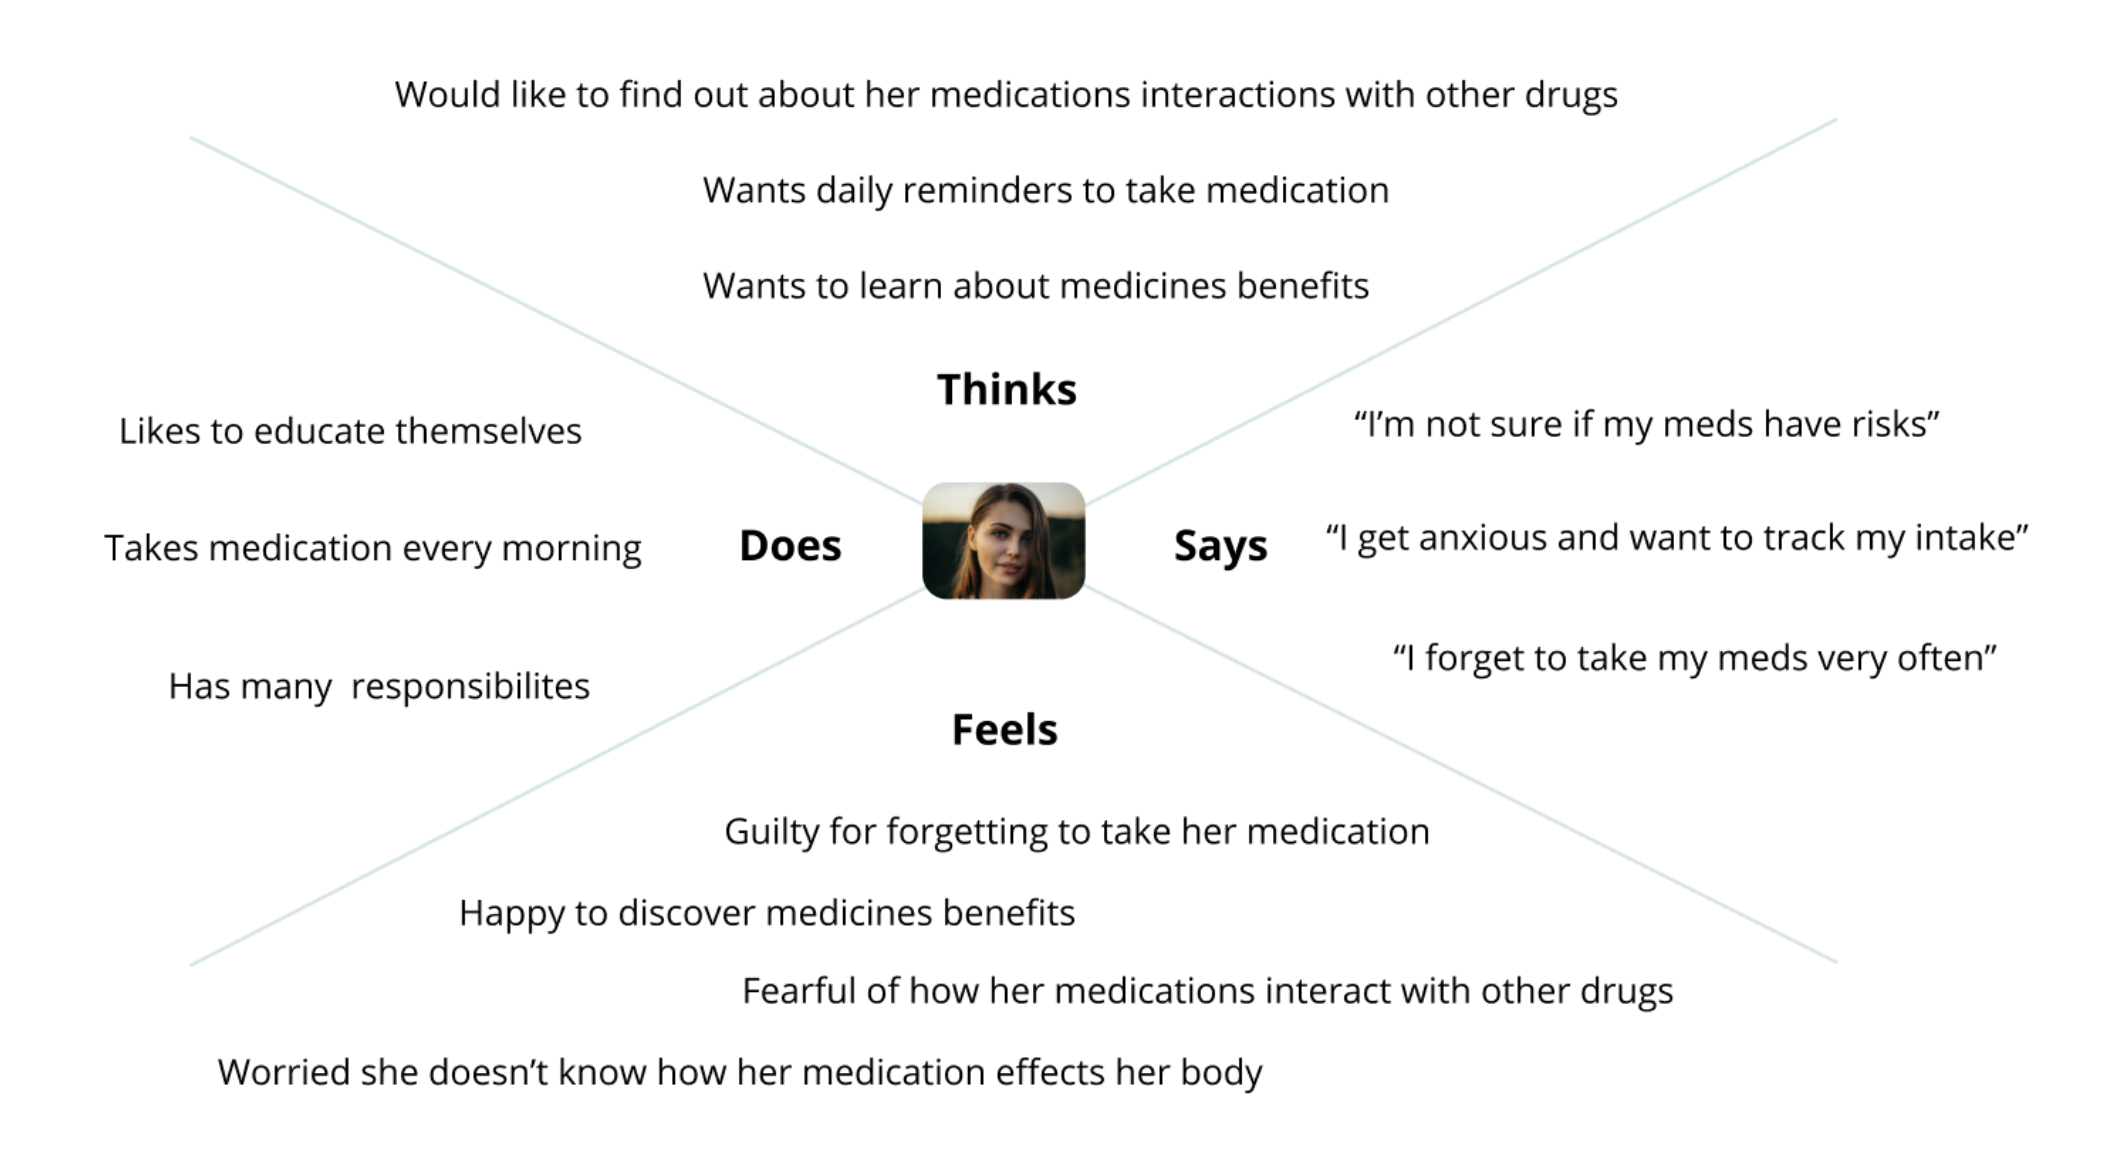 Would like to find out about her medications interactions with other drugs
Wants daily reminders to take medication
Wants to learn about medicines benefits
Thinks
Likes to educate themselves
Takes medication every morning
Has many  responsibilites
Does
Says
“I’m not sure if my meds have risks”
“I get anxious and want to track my intake”
“I forget to take my meds very often”
Feels
Guilty for forgetting to take her medication
Happy to discover medicines benefits
Fearful of how her medications interact with other drugs
Worried she doesn’t know how her medication effects her body